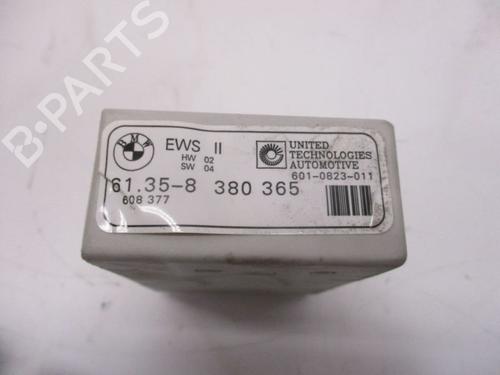 B-PARTS
BMW
EWS II
HW 02
SW 04
UNITED
TECHNOLOGIES
AUTOMOTIVE
601-0823-011
61.35-8 380 365
608 377